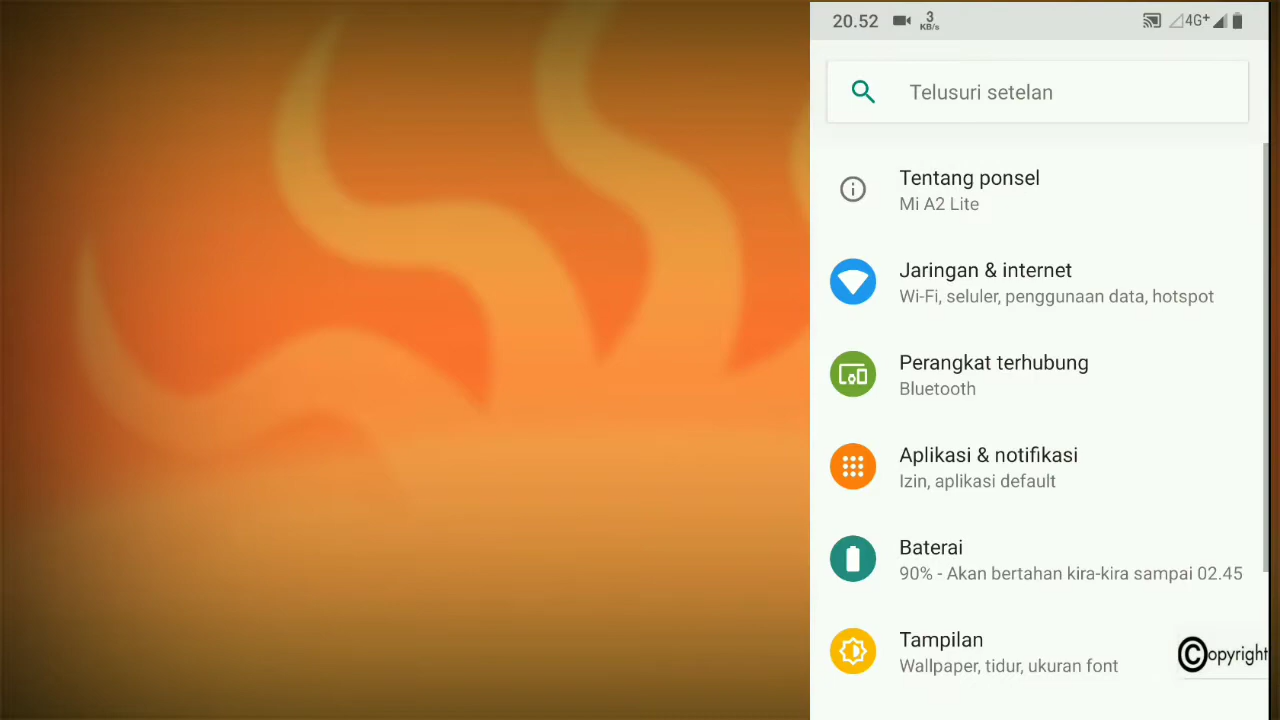 20.52
3
KB/s
4G+
Telusuri setelan
Tentang ponsel
Mi A2 Lite
Jaringan & internet
Wi-Fi, seluler, penggunaan data, hotspot
Perangkat terhubung
Bluetooth
Aplikasi & notifikasi
Izin, aplikasi default
Baterai
90% - Akan bertahan kira-kira sampai 02.45
Tampilan
Wallpaper, tidur, ukuran font
©opyright